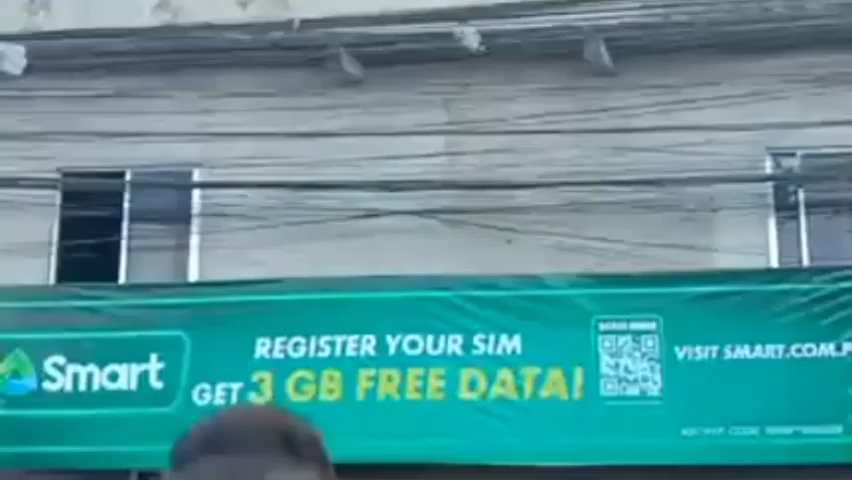 Smart
REGISTER YOUR SIM
GET 3 GB FREE DATA!
VISIT SMART.COM.P